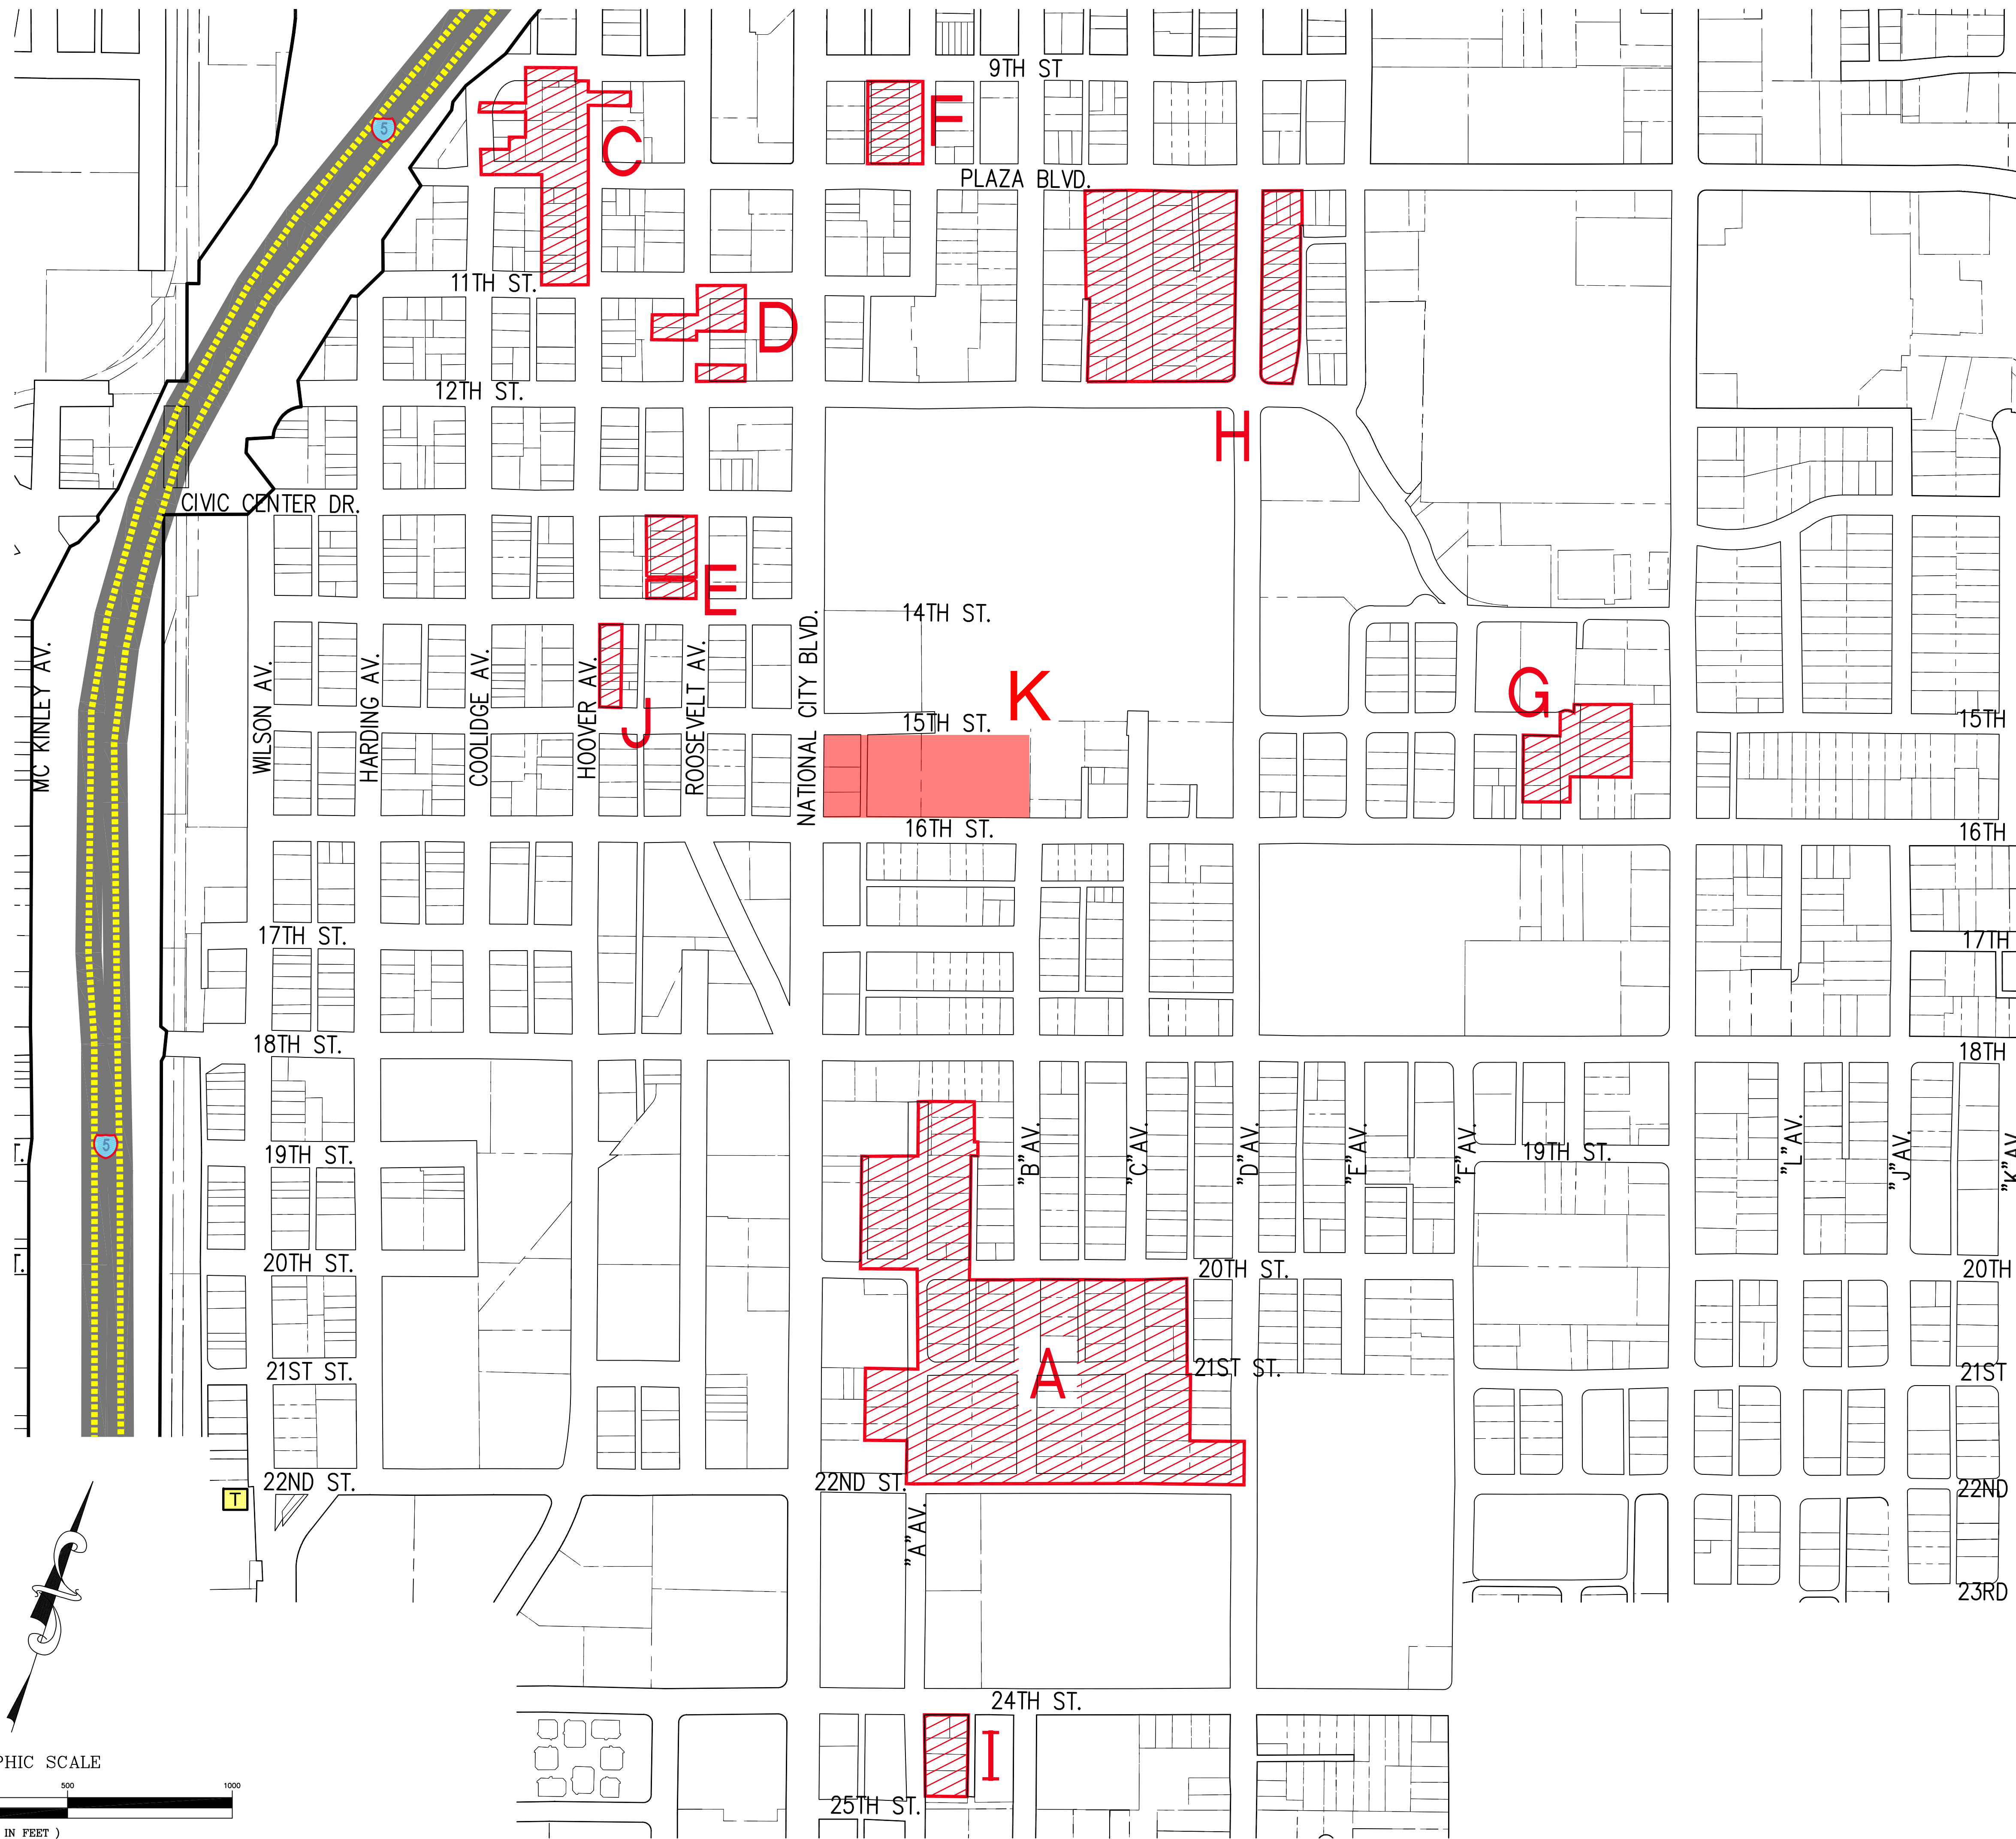 9TH ST
5
C
F
PLAZA BLVD.
11TH ST.
D
12TH ST.
H
CIVIC CENTER DR.
E
14TH ST.
MC KINLEY AV.
WILSON AV.
HARDING AV.
COOLIDGE AV.
HOOVER AV.
ROOSEVELT AV.
NATIONAL CITY BLVD.
J
K
G
15TH ST.
15TH
16TH ST.
16TH
17TH ST.
17TH
18TH ST.
18TH
5
T.
19TH ST.
"B"AV.
"C"AV.
"D"AV.
"E"AV.
"F"AV.
19TH ST.
"L"AV.
"J"AV.
"K"AV
T.
20TH ST.
20TH ST.
20TH
21ST ST.
A
21ST ST.
21ST
22ND ST.
22ND ST.
22ND
T
"A"AV.
23RD
24TH ST.
PHIC SCALE
500
1000
I
25TH ST.
IN FEET )